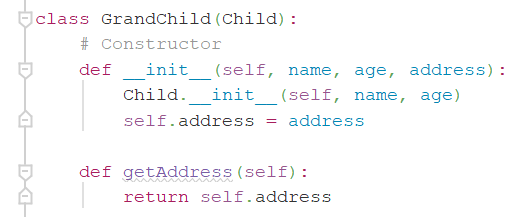 class GrandChild(Child):
    # Constructor
    def __init__(self, name, age, address):
        Child.__init__(self, name, age)
        self.address = address

    def getAddress(self):
        return self.address